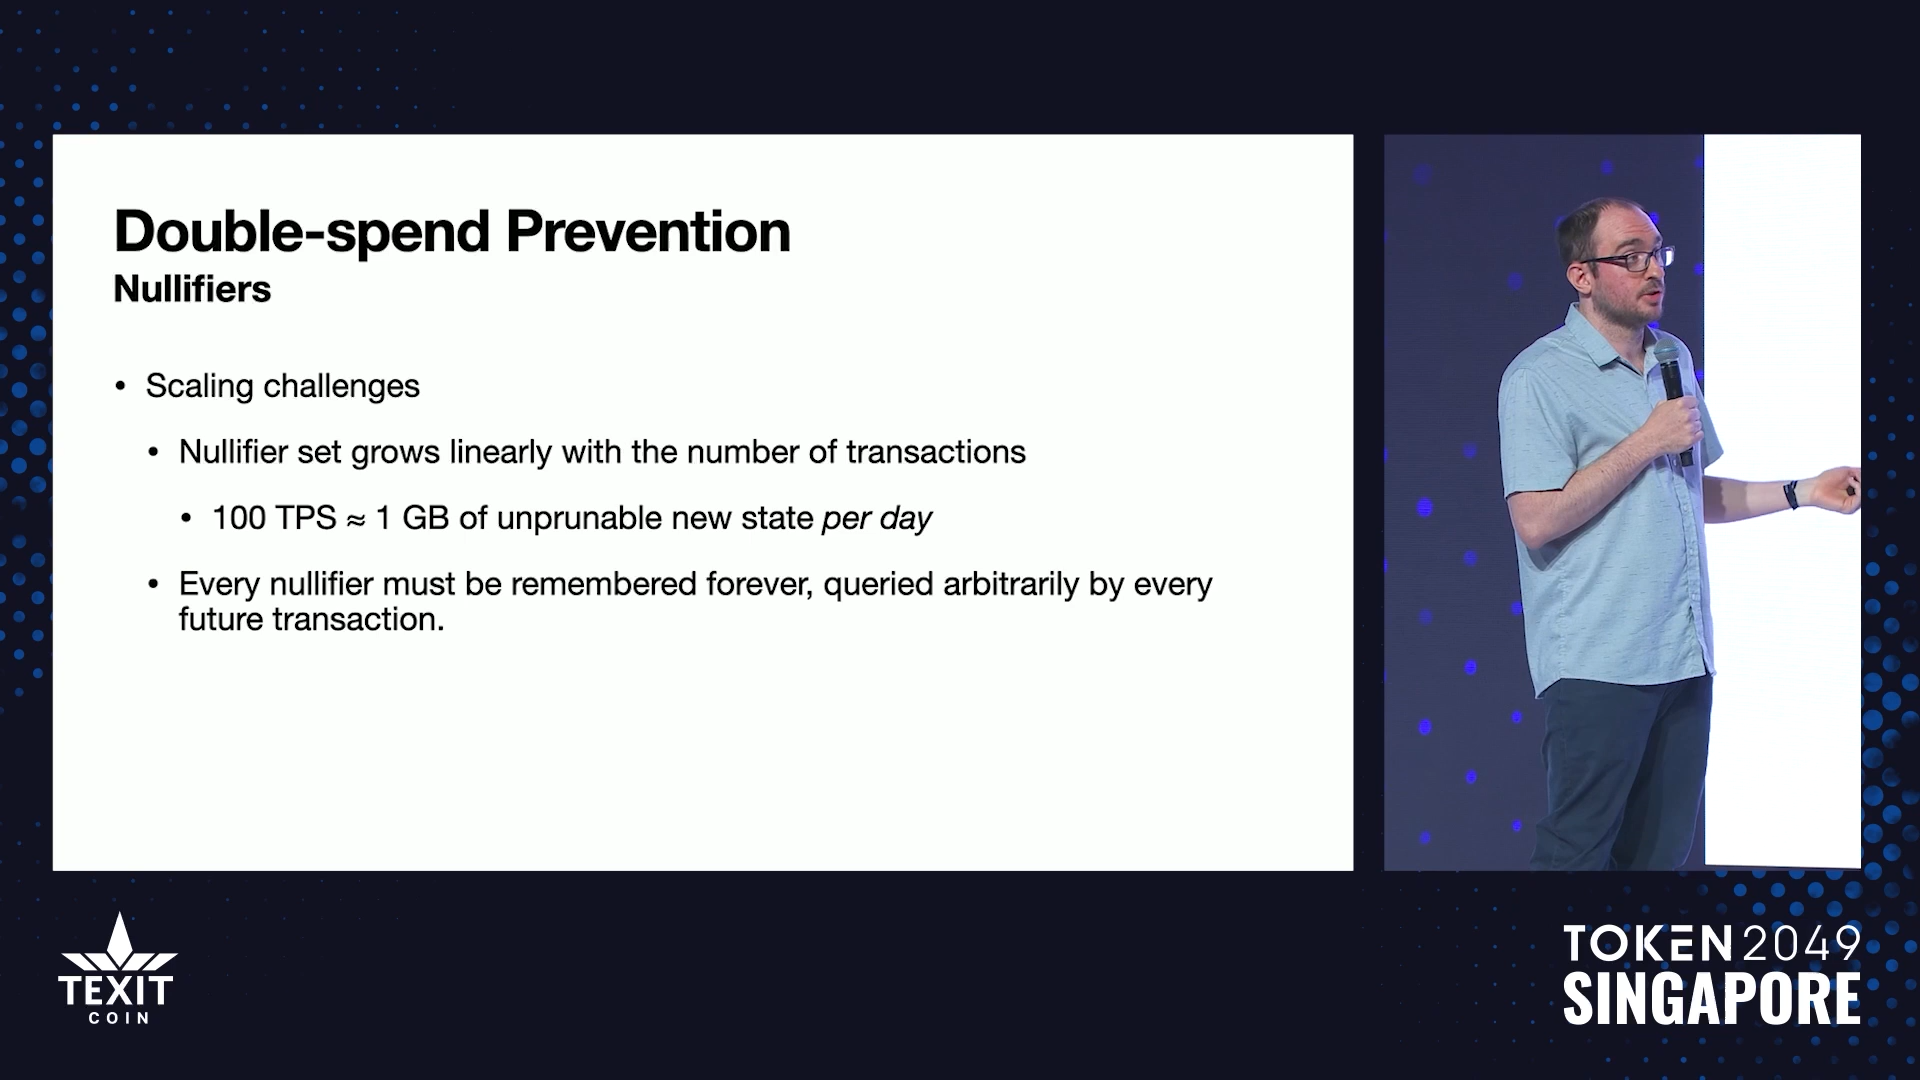 Double-spend Prevention
Nullifiers
• Scaling challenges
• Nullifier set grows linearly with the number of transactions
• 100 TPS ≈ 1 GB of unprunable new state per day
• Every nullifier must be remembered forever, queried arbitrarily by every
future transaction.
TEXIT
COIN
TOKEN2049
SINGAPORE